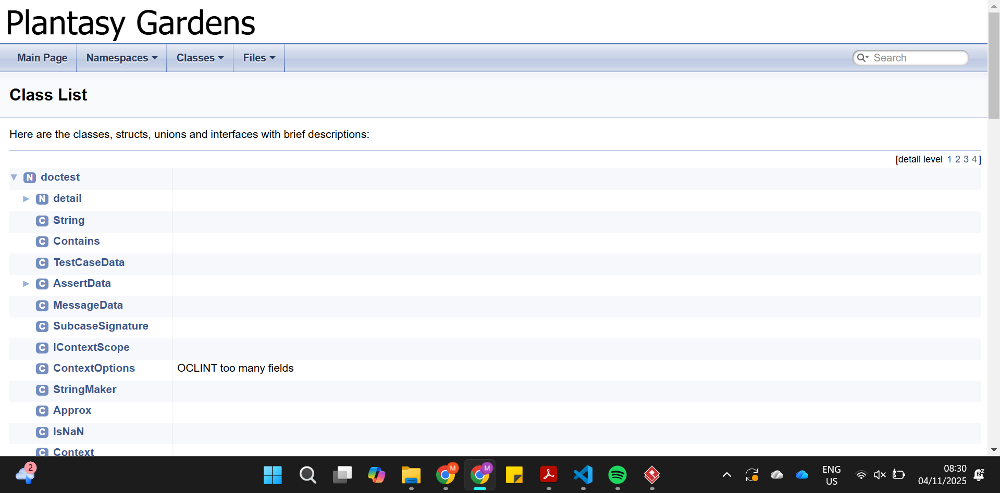 Plantasy Gardens
Main Page Namespaces Classes Files Search
Class List
Here are the classes, structs, unions and interfaces with brief descriptions:
[detail level 1 2 3 4]
N doctest
N detail
C String
C Contains
C TestCaseData
C AssertData
C MessageData
C SubcaseSignature
C IContextScope
C ContextOptions OCLINT too many fields
C StringMaker
C Approx
C IsNaN
C Context
2
M
M
ENG
US
08:30
04/11/2025